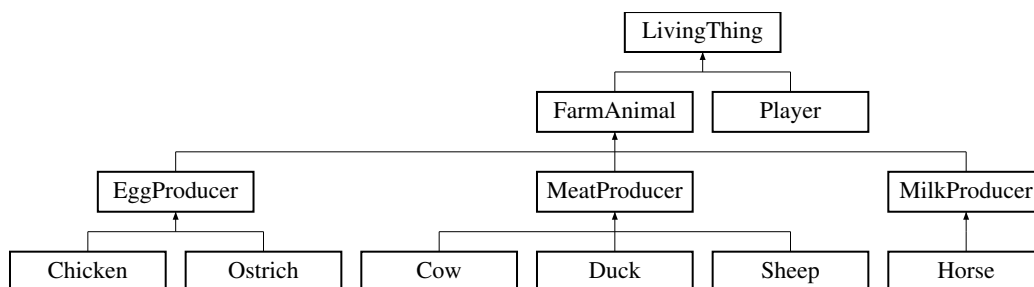 LivingThing
FarmAnimal Player
EggProducer MeatProducer MilkProducer
Chicken Ostrich Cow Duck Sheep Horse